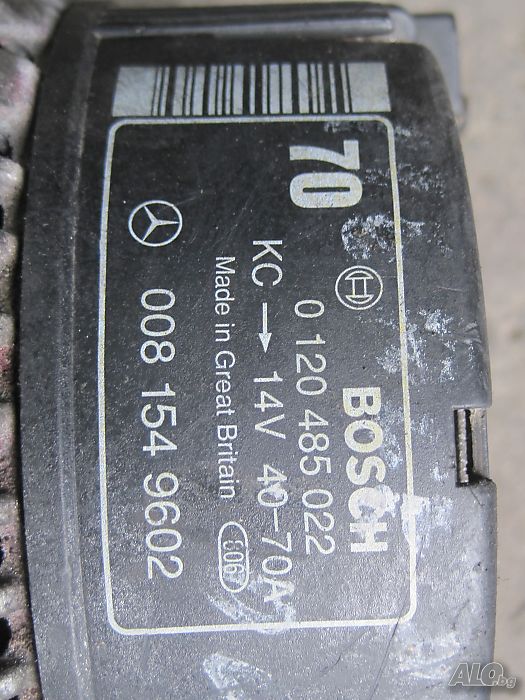 70
BOSCH
0 120 485 022
KC → 14V 40-70A
Made in Great Britain
008 154 9602
ALO.bg